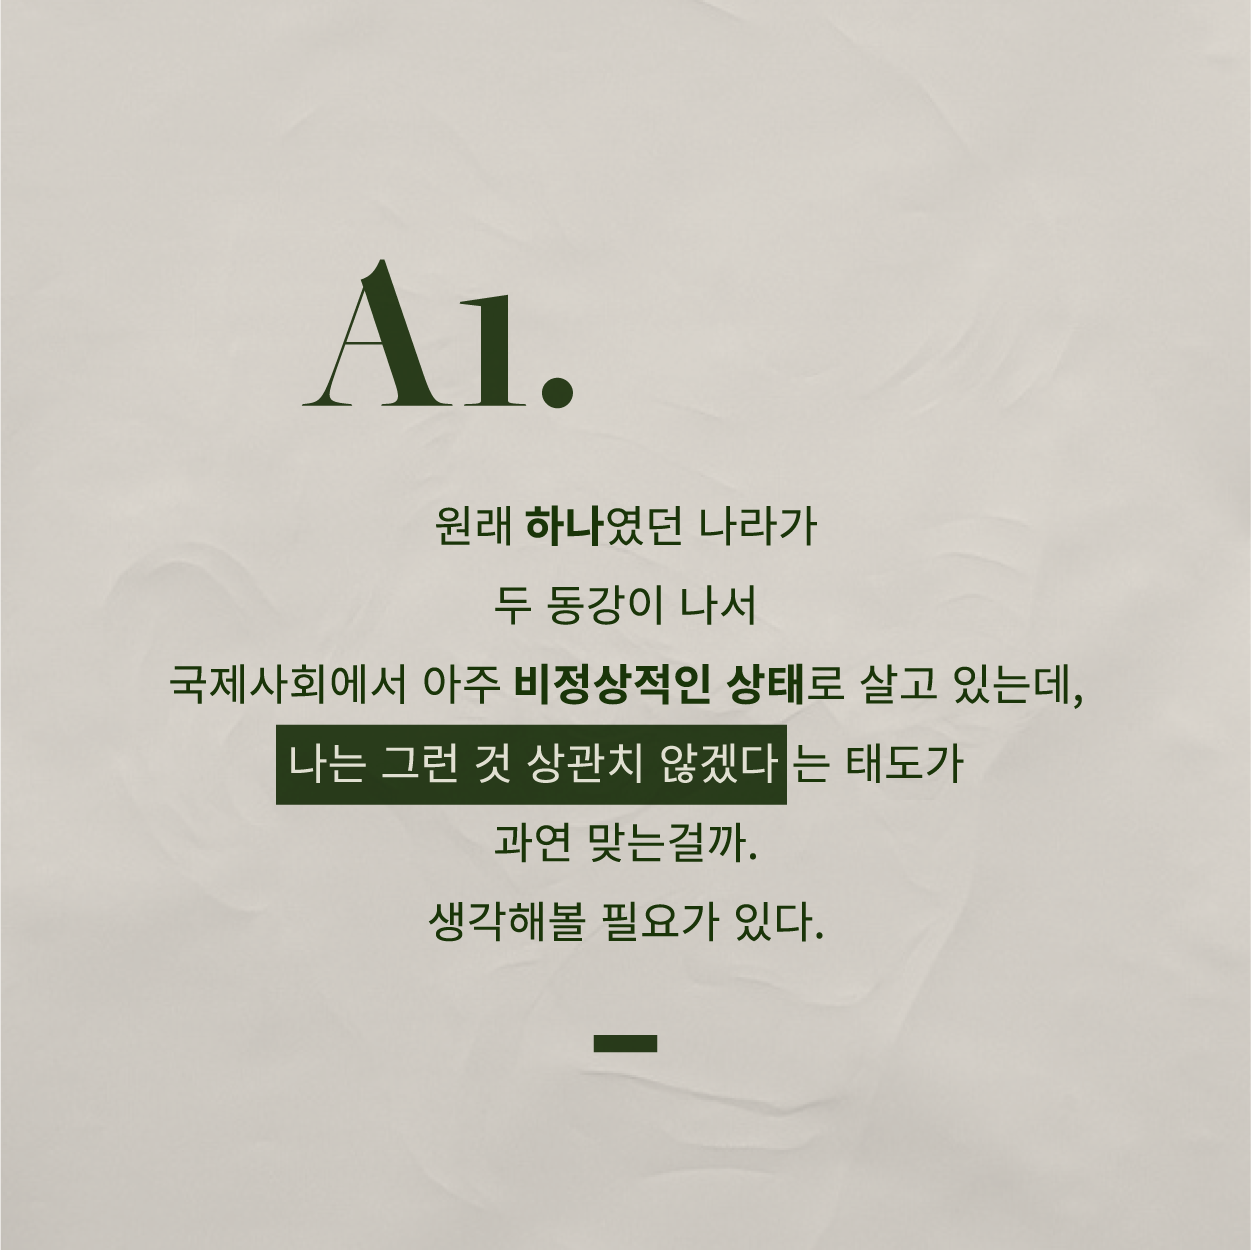 A1.
원래 하나였던 나라가
두 동강이 나서
국제사회에서 아주 비정상적인 상태로 살고 있는데,
나는 그런 것 상관치 않겠다 는 태도가
과연 맞는걸까.
생각해볼 필요가 있다.